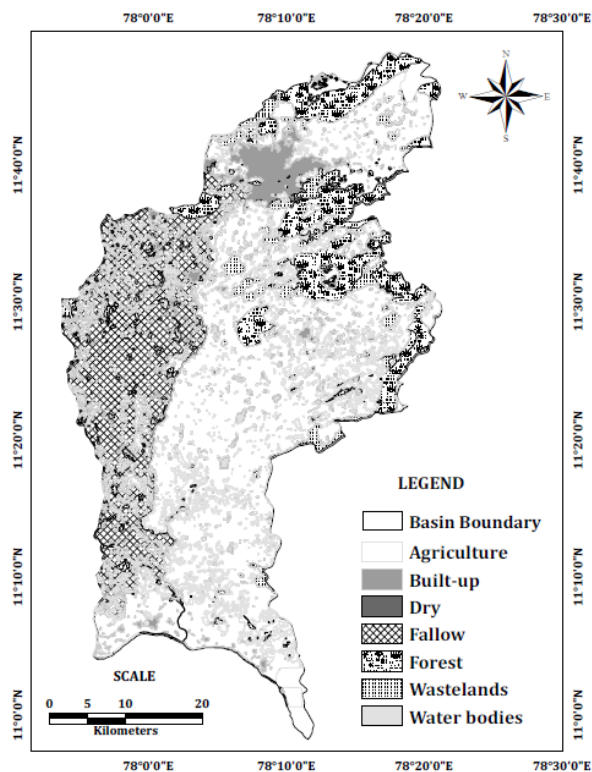 78°0'0"E 78°10'0"E 78°20'0"E 78°30'0"E
N
W E
S
11°40'0"N 11°40'0"N
11°30'0"N 11°30'0"N
11°20'0"N 11°20'0"N
11°10'0"N 11°10'0"N
11°0'0"N 11°0'0"N
LEGEND
Basin Boundary
Agriculture
Built-up
Dry
Fallow
Forest
Wastelands
Water bodies
SCALE
0 5 10 20
Kilometers
78°0'0"E 78°10'0"E 78°20'0"E 78°30'0"E